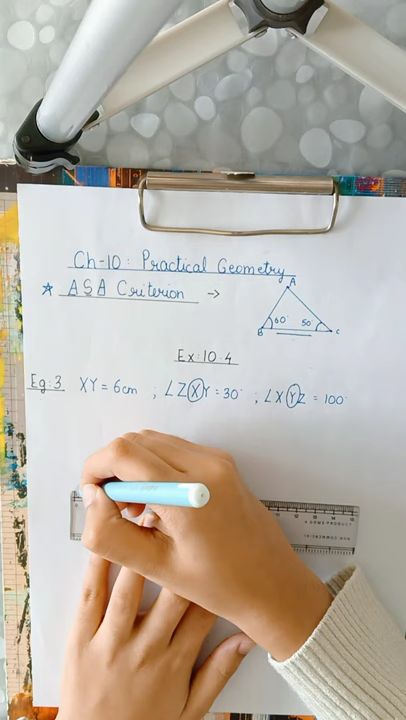 Ch-10: Practical Geometry
☆ ASA Criterion →
A
60° 50°
B C
Ex: 10.4
Eg:3 XY = 6cm ; ∠ZXY = 30° ; ∠XYZ = 100°